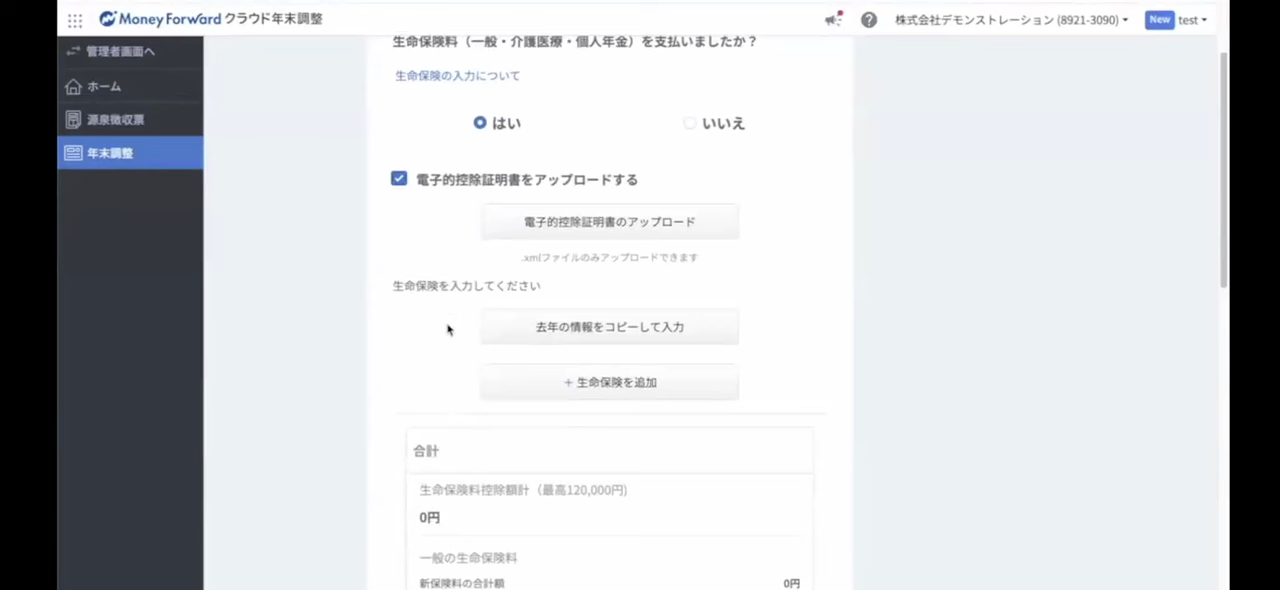 Money Forward クラウド年末調整
株式会社デモンストレーション (8921-3090)
New test
管理者画面へ
ホーム
源泉徴収票
年末調整
生命保険料（一般・介護医療・個人年金）を支払いましたか？
生命保険の入力について
はい
いいえ
電子的控除証明書をアップロードする
電子的控除証明書のアップロード
.xmlファイルのみアップロードできます
生命保険を入力してください
去年の情報をコピーして入力
+ 生命保険を追加
合計
生命保険料控除額計（最高120,000円)
0円
一般の生命保険料
新保険料の合計額 0円